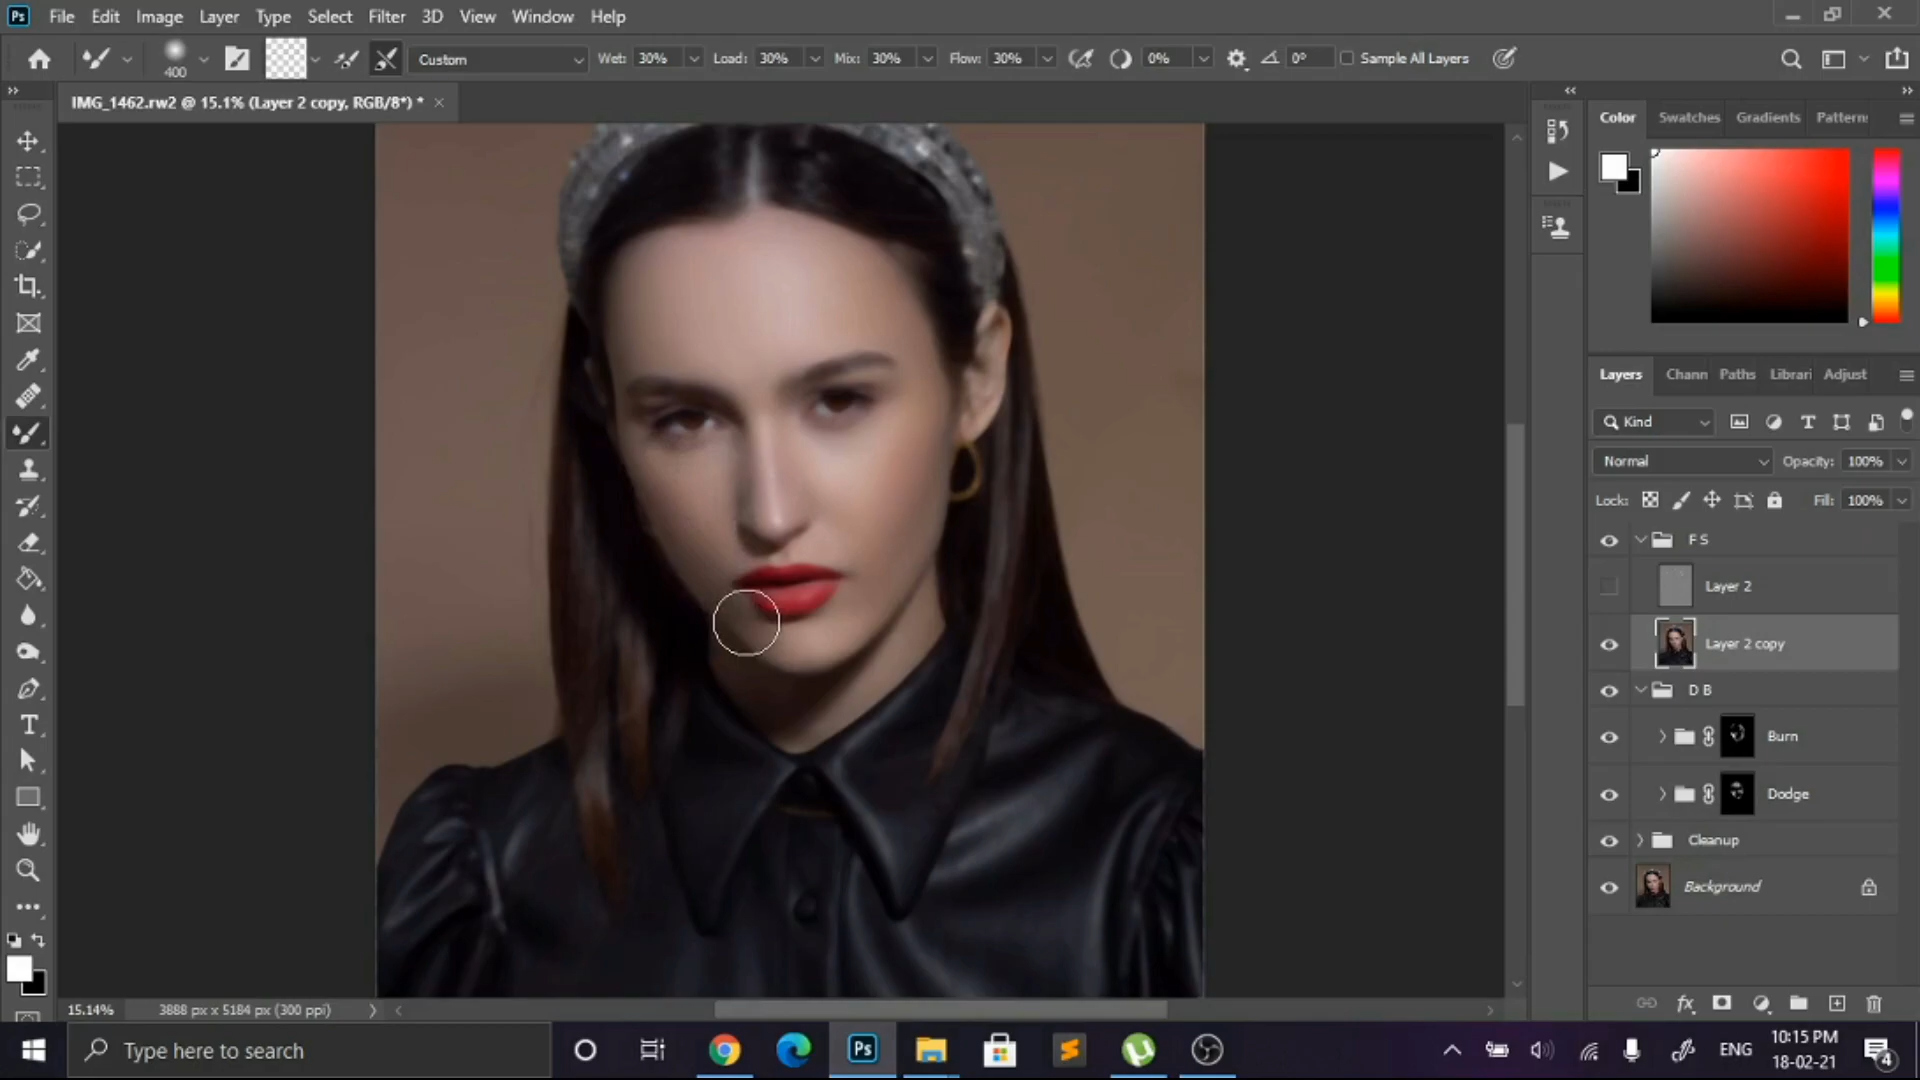 Ps File Edit Image Layer Type Select Filter 3D View Window Help
400 Custom Wet: 30% Load: 30% Mix: 30% Flow: 30% 0% 0° Sample All Layers
IMG_1462.rw2 @ 15.1% (Layer 2 copy, RGB/8*) * ×
Color Swatches Gradients Pattern
Layers Chann Paths Librari Adjust
Kind
Normal Opacity: 100%
Lock: Fill: 100%
F S
Layer 2
Layer 2 copy
D B
Burn
Dodge
Cleanup
Background
fx
15.14% 3888 px x 5184 px (300 ppi)
Type here to search
Ps
ENG
10:15 PM
18-02-21
4